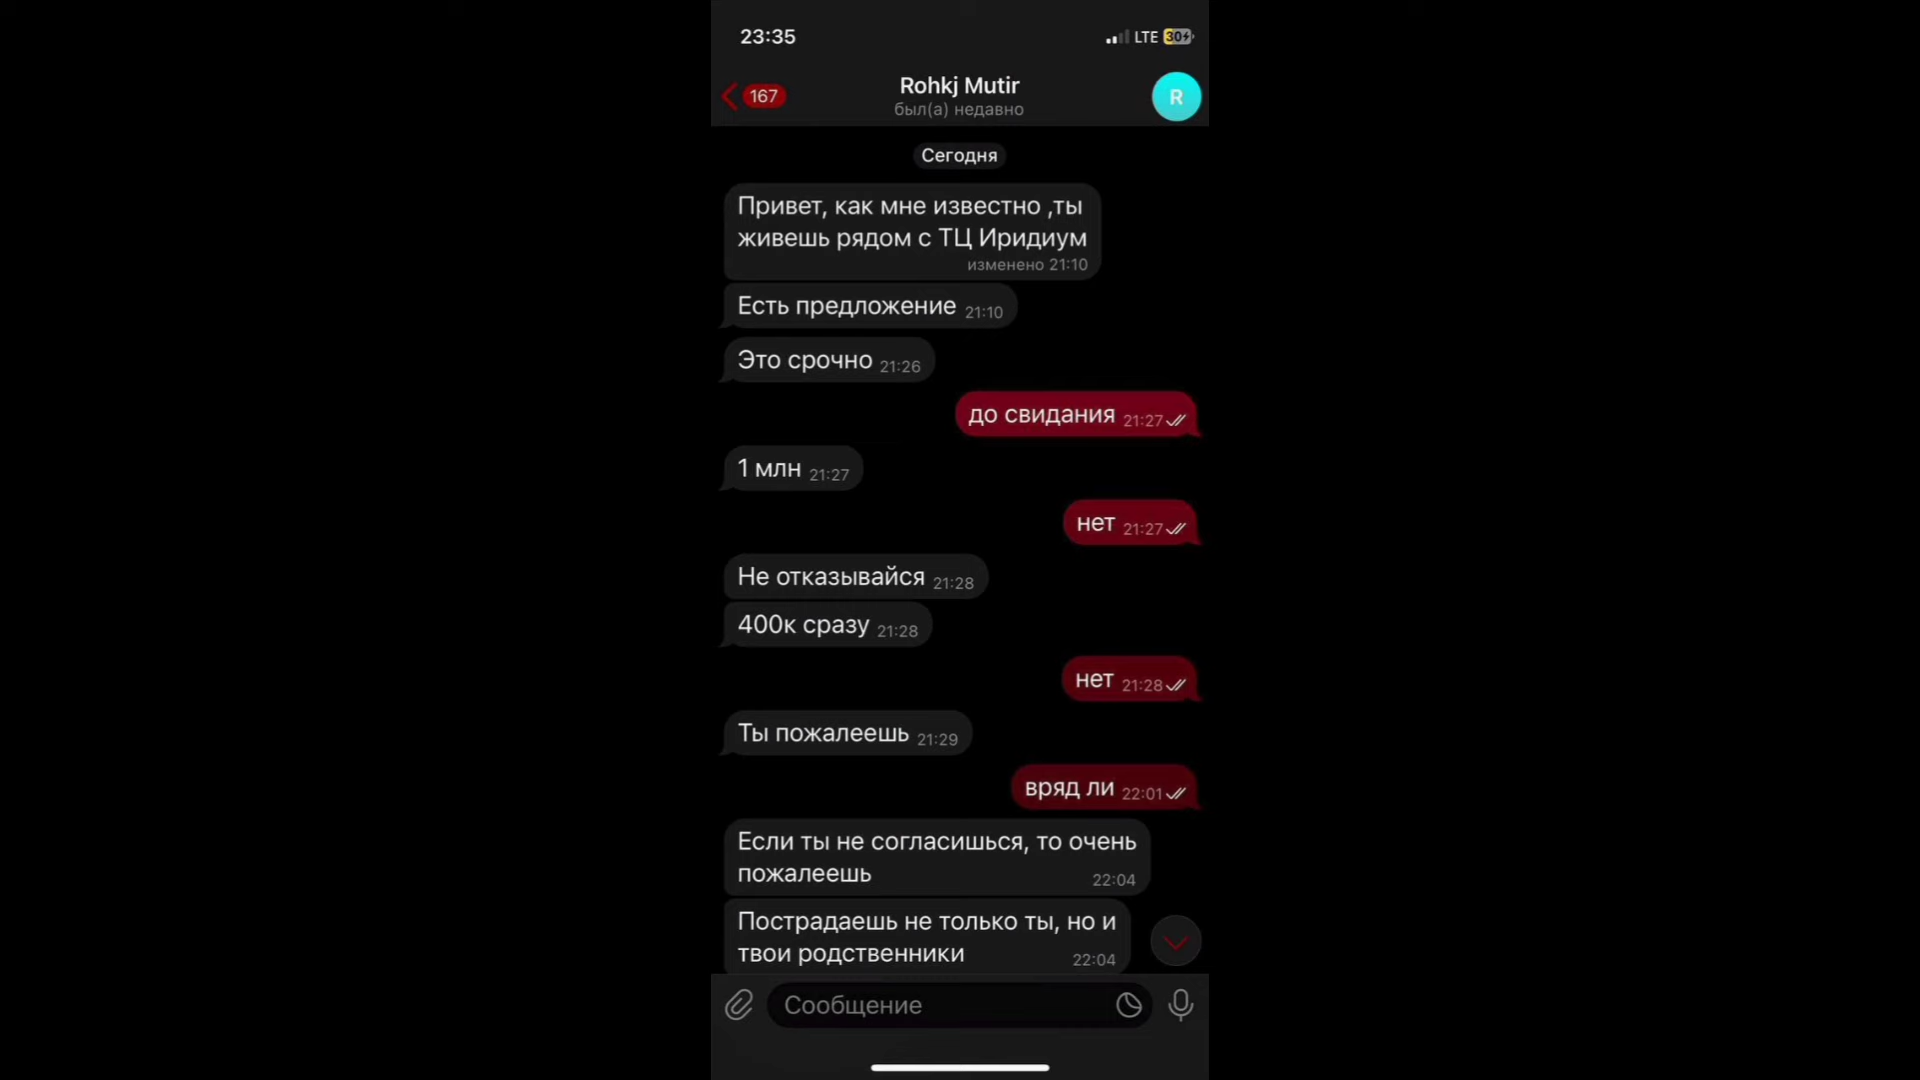 23:35
LTE 30
167
Rohkj Mutir
был(а) недавно
R
Сегодня
Привет, как мне известно ,ты
живешь рядом с ТЦ Иридиум
изменено 21:10
Есть предложение 21:10
Это срочно 21:26
до свидания 21:27
1 млн 21:27
нет 21:27
Не отказывайся 21:28
400к сразу 21:28
нет 21:28
Ты пожалеешь 21:29
вряд ли 22:01
Если ты не согласишься, то очень
пожалеешь 22:04
Пострадаешь не только ты, но и
твои родственники 22:04
Сообщение